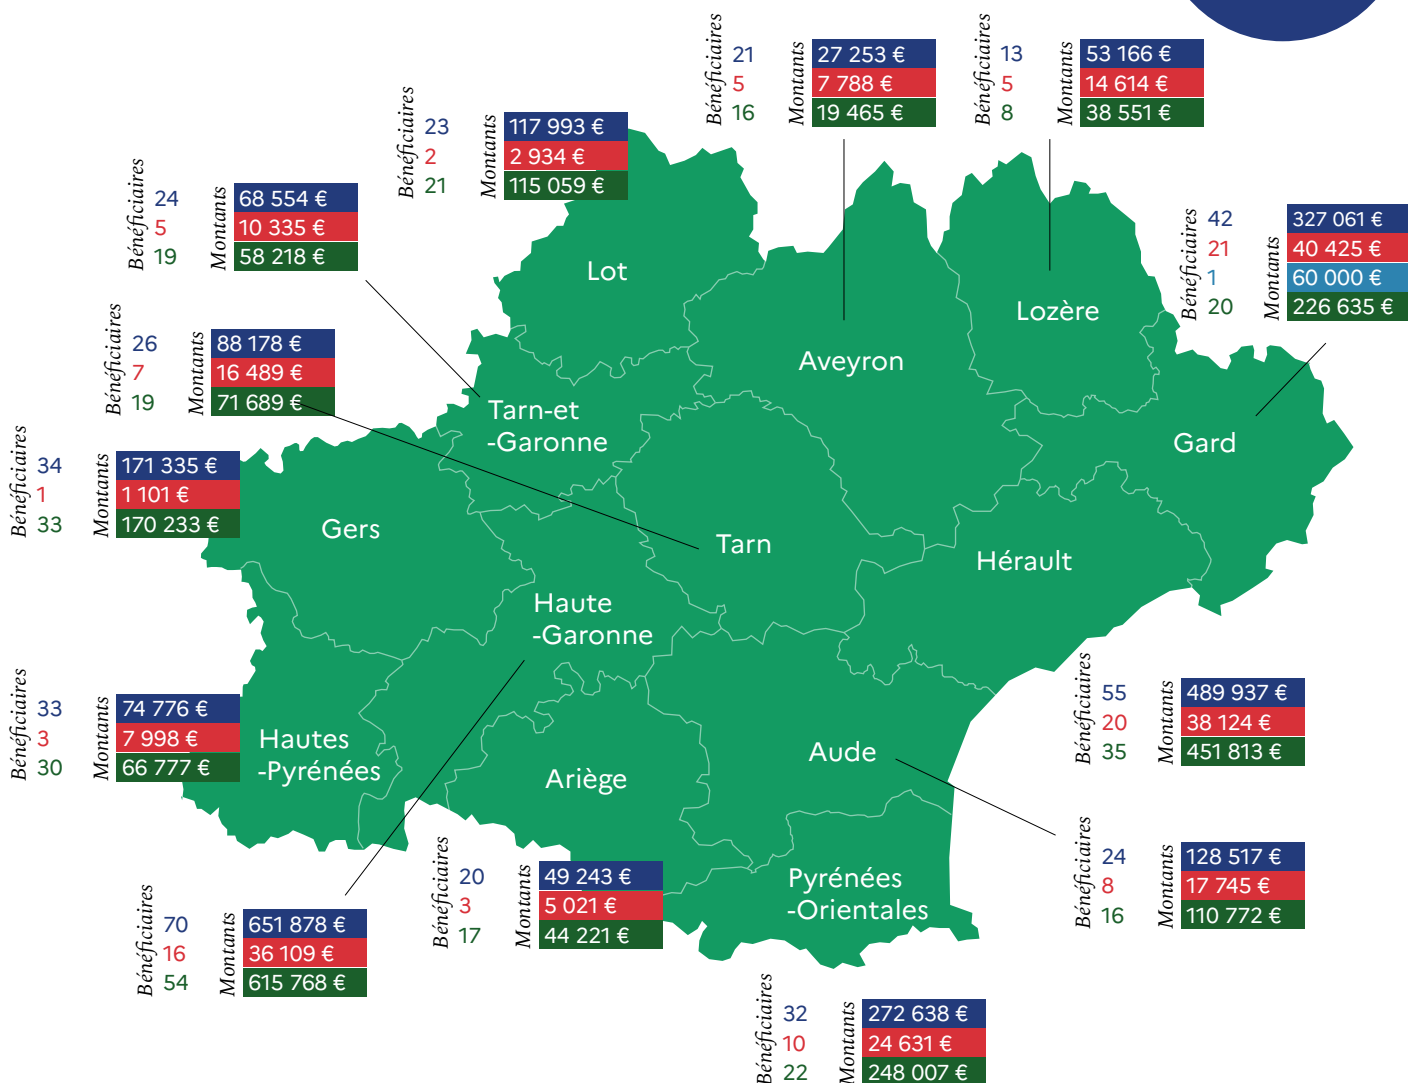 Bénéficiaires
21
5
16
Montants
27 253 €
7 788 €
19 465 €
Bénéficiaires
13
5
8
Montants
53 166 €
14 614 €
38 551 €
Bénéficiaires
23
2
21
Montants
117 993 €
2 934 €
115 059 €
Bénéficiaires
24
5
19
Montants
68 554 €
10 335 €
58 218 €
Bénéficiaires
42
21
1
20
Montants
327 061 €
40 425 €
60 000 €
226 635 €
Lot
Lozère
Aveyron
Bénéficiaires
26
7
19
Montants
88 178 €
16 489 €
71 689 €
Tarn-et
-Garonne
Gard
Bénéficiaires
34
1
33
Montants
171 335 €
1 101 €
170 233 €
Gers
Tarn
Hérault
Haute
-Garonne
Bénéficiaires
33
3
30
Montants
74 776 €
7 998 €
66 777 €
Hautes
-Pyrénées
Ariège
Aude
Bénéficiaires
55
20
35
Montants
489 937 €
38 124 €
451 813 €
Bénéficiaires
24
8
16
Montants
128 517 €
17 745 €
110 772 €
Pyrénées
-Orientales
Bénéficiaires
20
3
17
Montants
49 243 €
5 021 €
44 221 €
Bénéficiaires
70
16
54
Montants
651 878 €
36 109 €
615 768 €
Bénéficiaires
32
10
22
Montants
272 638 €
24 631 €
248 007 €